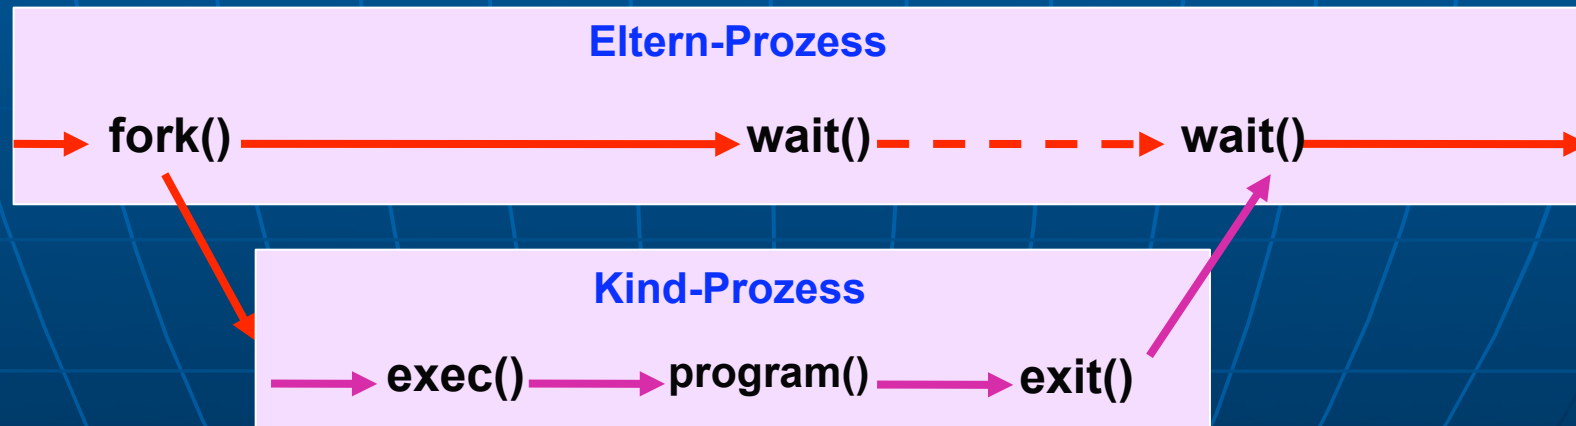 Eltern-Prozess
fork() wait() wait()
Kind-Prozess
exec() program() exit()